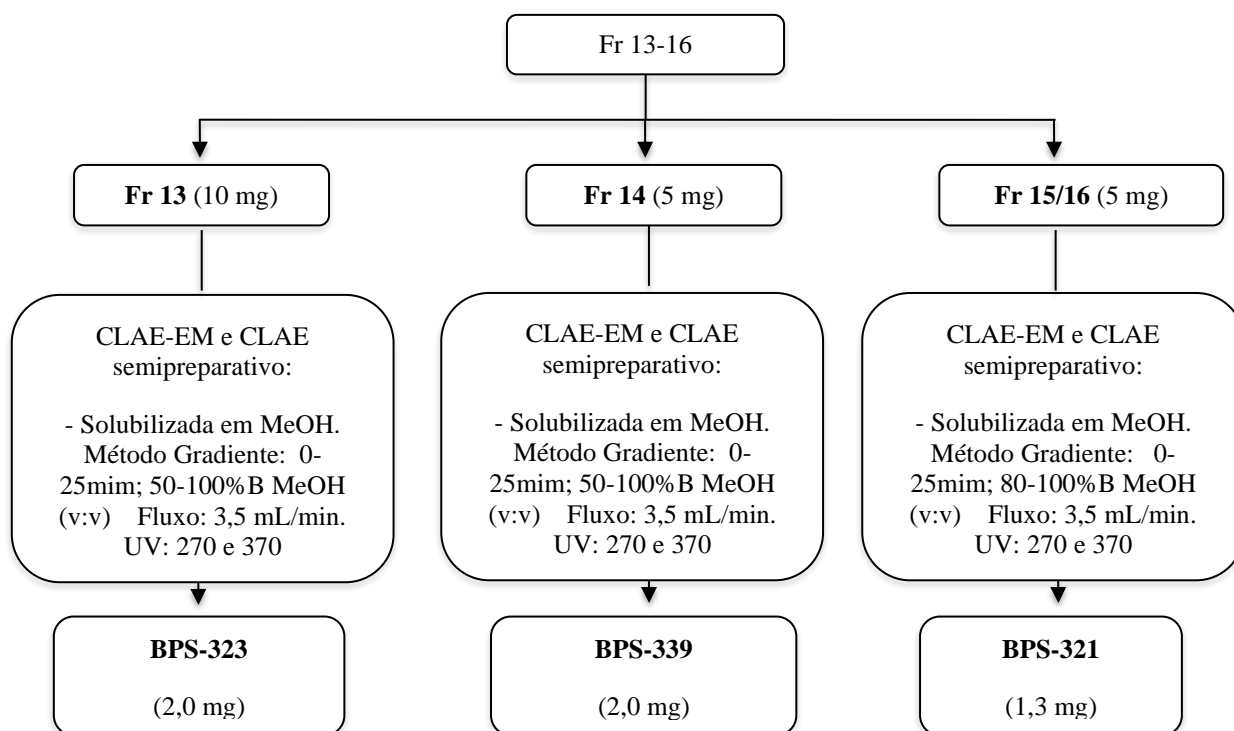 Fr 13-16
Fr 13 (10 mg)
Fr 14 (5 mg)
Fr 15/16 (5 mg)
CLAE-EM e CLAE
semipreparativo:
- Solubilizada em MeOH.
Método Gradiente: 0-
25mim; 50-100%B MeOH
(v:v) Fluxo: 3,5 mL/min.
UV: 270 e 370
CLAE-EM e CLAE
semipreparativo:
- Solubilizada em MeOH.
Método Gradiente: 0-
25mim; 50-100%B MeOH
(v:v) Fluxo: 3,5 mL/min.
UV: 270 e 370
CLAE-EM e CLAE
semipreparativo:
- Solubilizada em MeOH.
Método Gradiente: 0-
25mim; 80-100%B MeOH
(v:v) Fluxo: 3,5 mL/min.
UV: 270 e 370
BPS-323
(2,0 mg)
BPS-339
(2,0 mg)
BPS-321
(1,3 mg)